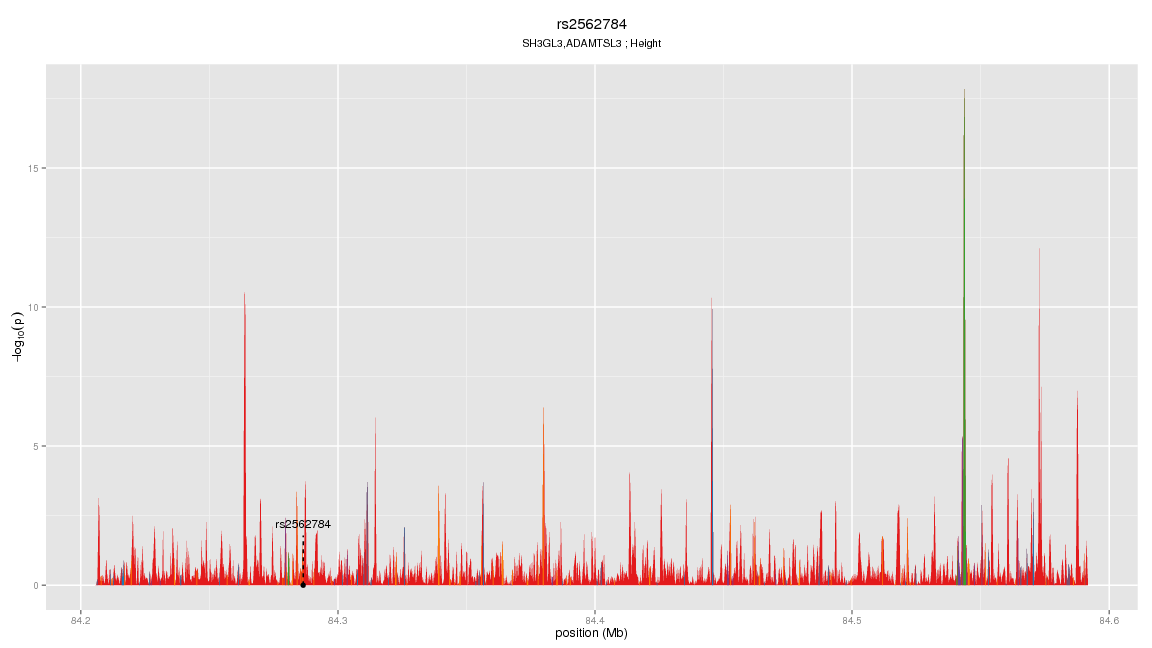 rs2562784
SH3GL3,ADAMTSL3 ; Height
15
10
5
0
−log10(p)
rs2562784
84.2 84.3 84.4 84.5 84.6
position (Mb)